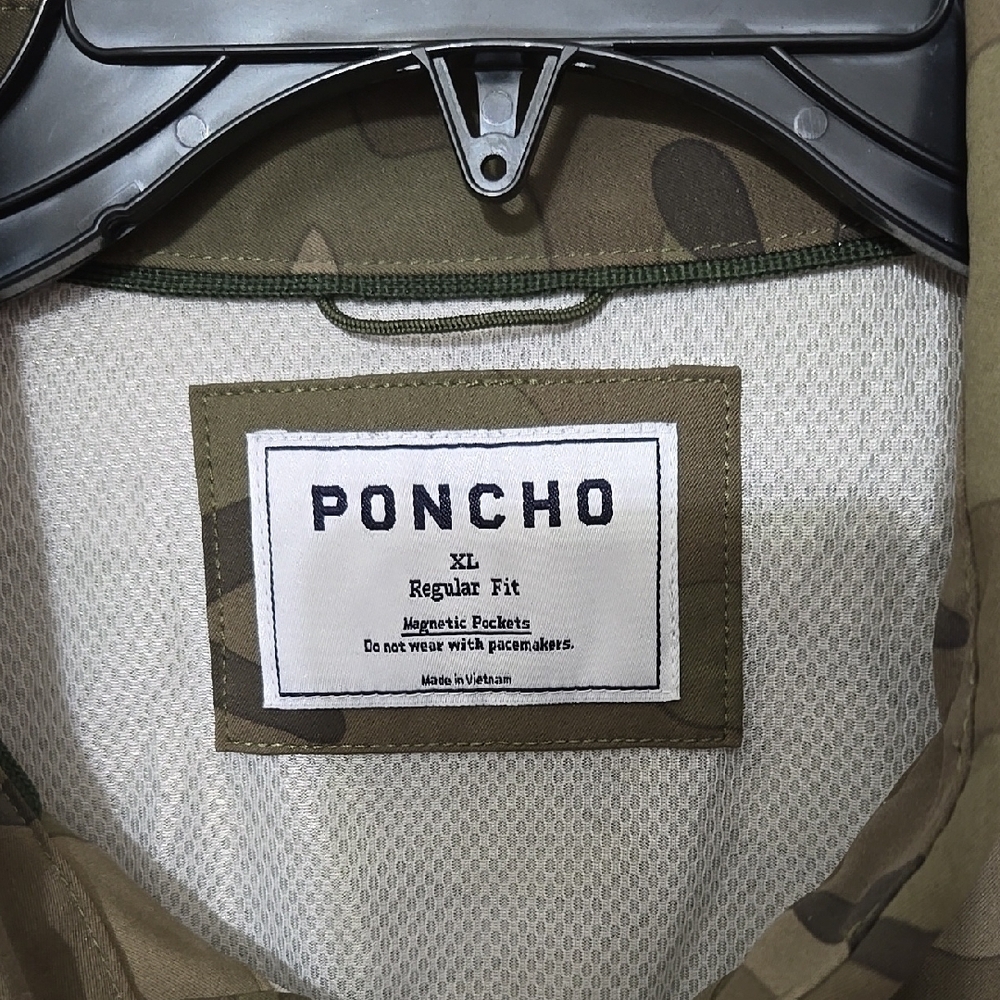 PONCHO
XL
Regular Fit
Magnetic Pockets
Do not wear with pacemakers.
Made in Vietnam